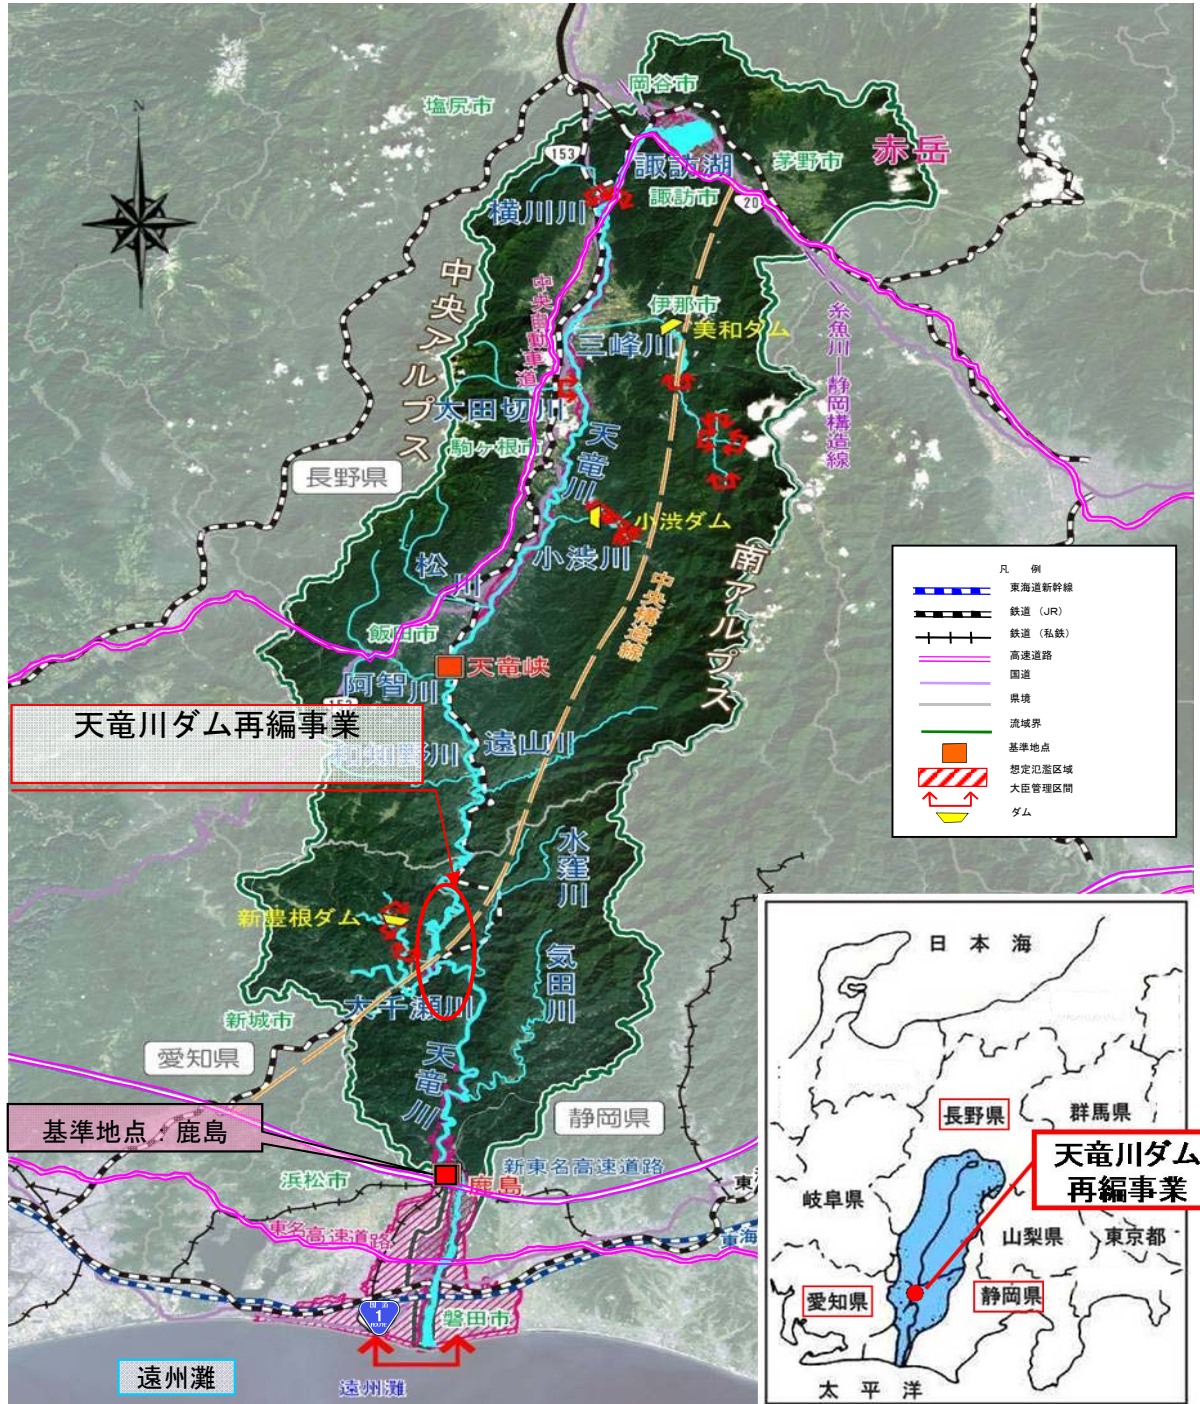 N
岡谷市
塩尻市
153
赤岳
茅野市
諏訪湖
諏訪市
20
横川川
中央アルプス
中央自動車道
伊那市
美和ダム
三峰川
糸魚川ー静岡構造線
太田切川
駒ヶ根市
天竜川
長野県
小渋ダム
小渋川
南アルプス
松川
中央構造線
飯田市
天竜峡
阿智川
天竜川ダム再編事業
和知野川
遠山川
水窪川
新豊根ダム
気田川
大千瀬川
新城市
愛知県
天竜川
静岡県
基準地点：鹿島
新東名高速道路
浜松市
鹿島
東名高速道路
東海
国道
1
ROUTE
磐田市
遠州灘
遠州灘
凡 例
東海道新幹線
鉄道 （JR）
鉄道 （私鉄）
高速道路
国道
県境
流域界
基準地点
想定氾濫区域
大臣管理区間
ダム
日本海
長野県
群馬県
天竜川ダム
再編事業
岐阜県
山梨県
東京都
愛知県
静岡県
太平洋